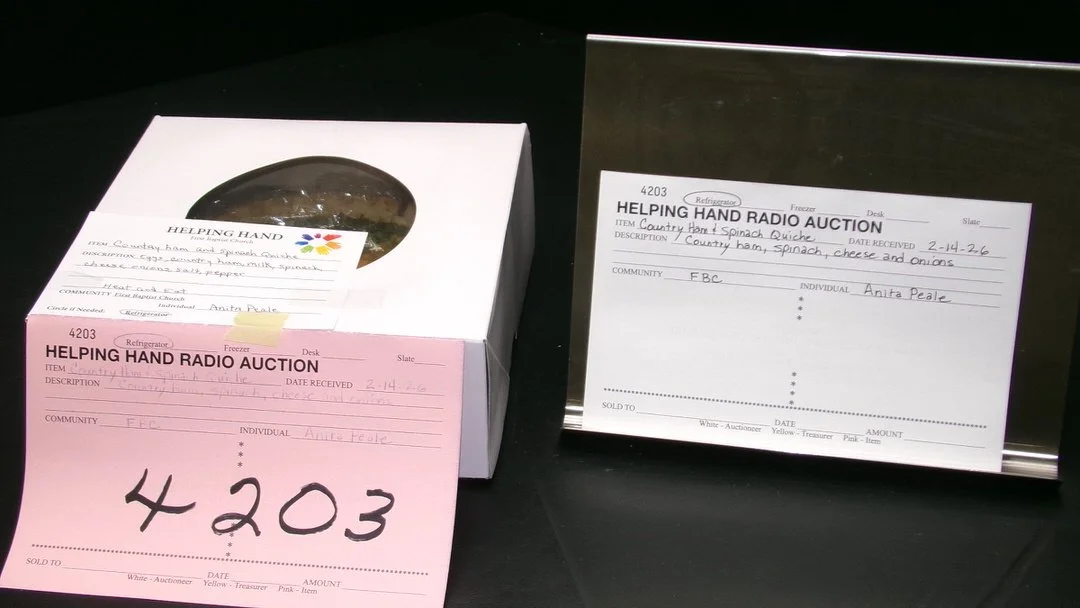 HELPING HAND
First Baptist Church
ITEM Country ham and Spinach Quiche
DESCRIPTION eggs, country ham, milk, spinach,
cheese onions salt pepper
Heat and Eat
COMMUNITY First Baptist Church
Individual Anita Peale
Circle if Needed: Refrigerator
4203 Refrigerator Freezer Desk Slate
HELPING HAND RADIO AUCTION
ITEM Country Ham & Spinach Quiche DATE RECEIVED 2-14-26
DESCRIPTION Country ham, spinach, cheese and onions
COMMUNITY FBC INDIVIDUAL Anita Peale
4203
SOLD TO DATE AMOUNT
White - Auctioneer Yellow - Treasurer Pink - Item
4203 Refrigerator Freezer Desk Slate
HELPING HAND RADIO AUCTION
ITEM Country Ham & Spinach Quiche DATE RECEIVED 2-14-26
DESCRIPTION Country ham, spinach, cheese and onions
COMMUNITY FBC INDIVIDUAL Anita Peale
SOLD TO DATE AMOUNT
White - Auctioneer Yellow - Treasurer Pink - Item